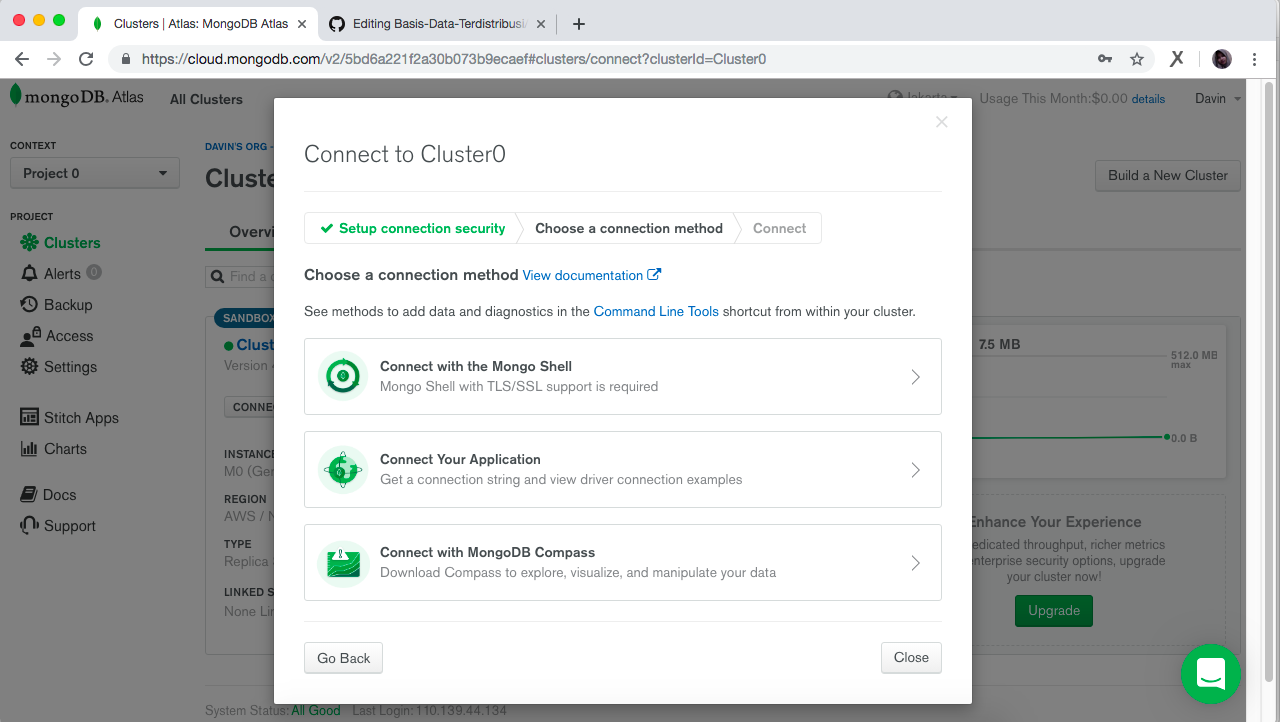 Clusters | Atlas: MongoDB Atlas
Editing Basis-Data-Terdistribusi
https://cloud.mongodb.com/v2/5bd6a221f2a30b073b9ecaef#clusters/connect?clusterId=Cluster0
mongoDB. Atlas
All Clusters
Jakarta
Usage This Month:$0.00 details
Davin
CONTEXT
Project 0
PROJECT
Clusters
Alerts 0
Backup
Access
Settings
Stitch Apps
Charts
Docs
Support
DAVIN'S ORG -
Cluste
Build a New Cluster
Overvi
Find a c
SANDBOX
Clust
Version
CONNE
INSTANC
M0 (Gen
REGION
AWS / N
TYPE
Replica
LINKED S
None Lin
Connect to Cluster0
Setup connection security
Choose a connection method
Connect
Choose a connection method View documentation
See methods to add data and diagnostics in the Command Line Tools shortcut from within your cluster.
Connect with the Mongo Shell
Mongo Shell with TLS/SSL support is required
Connect Your Application
Get a connection string and view driver connection examples
Connect with MongoDB Compass
Download Compass to explore, visualize, and manipulate your data
Go Back
Close
7.5 MB
512.0 MB
max
0.0 B
Enhance Your Experience
edicated throughput, richer metrics
enterprise security options, upgrade
your cluster now!
Upgrade
System Status: All Good Last Login: 110.139.44.134